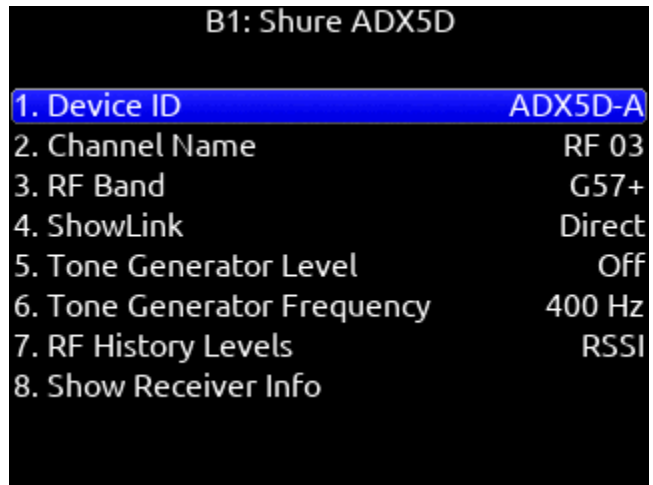 B1: Shure ADX5D
1. Device ID ADX5D-A
2. Channel Name RF 03
3. RF Band G57+
4. ShowLink Direct
5. Tone Generator Level Off
6. Tone Generator Frequency 400 Hz
7. RF History Levels RSSI
8. Show Receiver Info